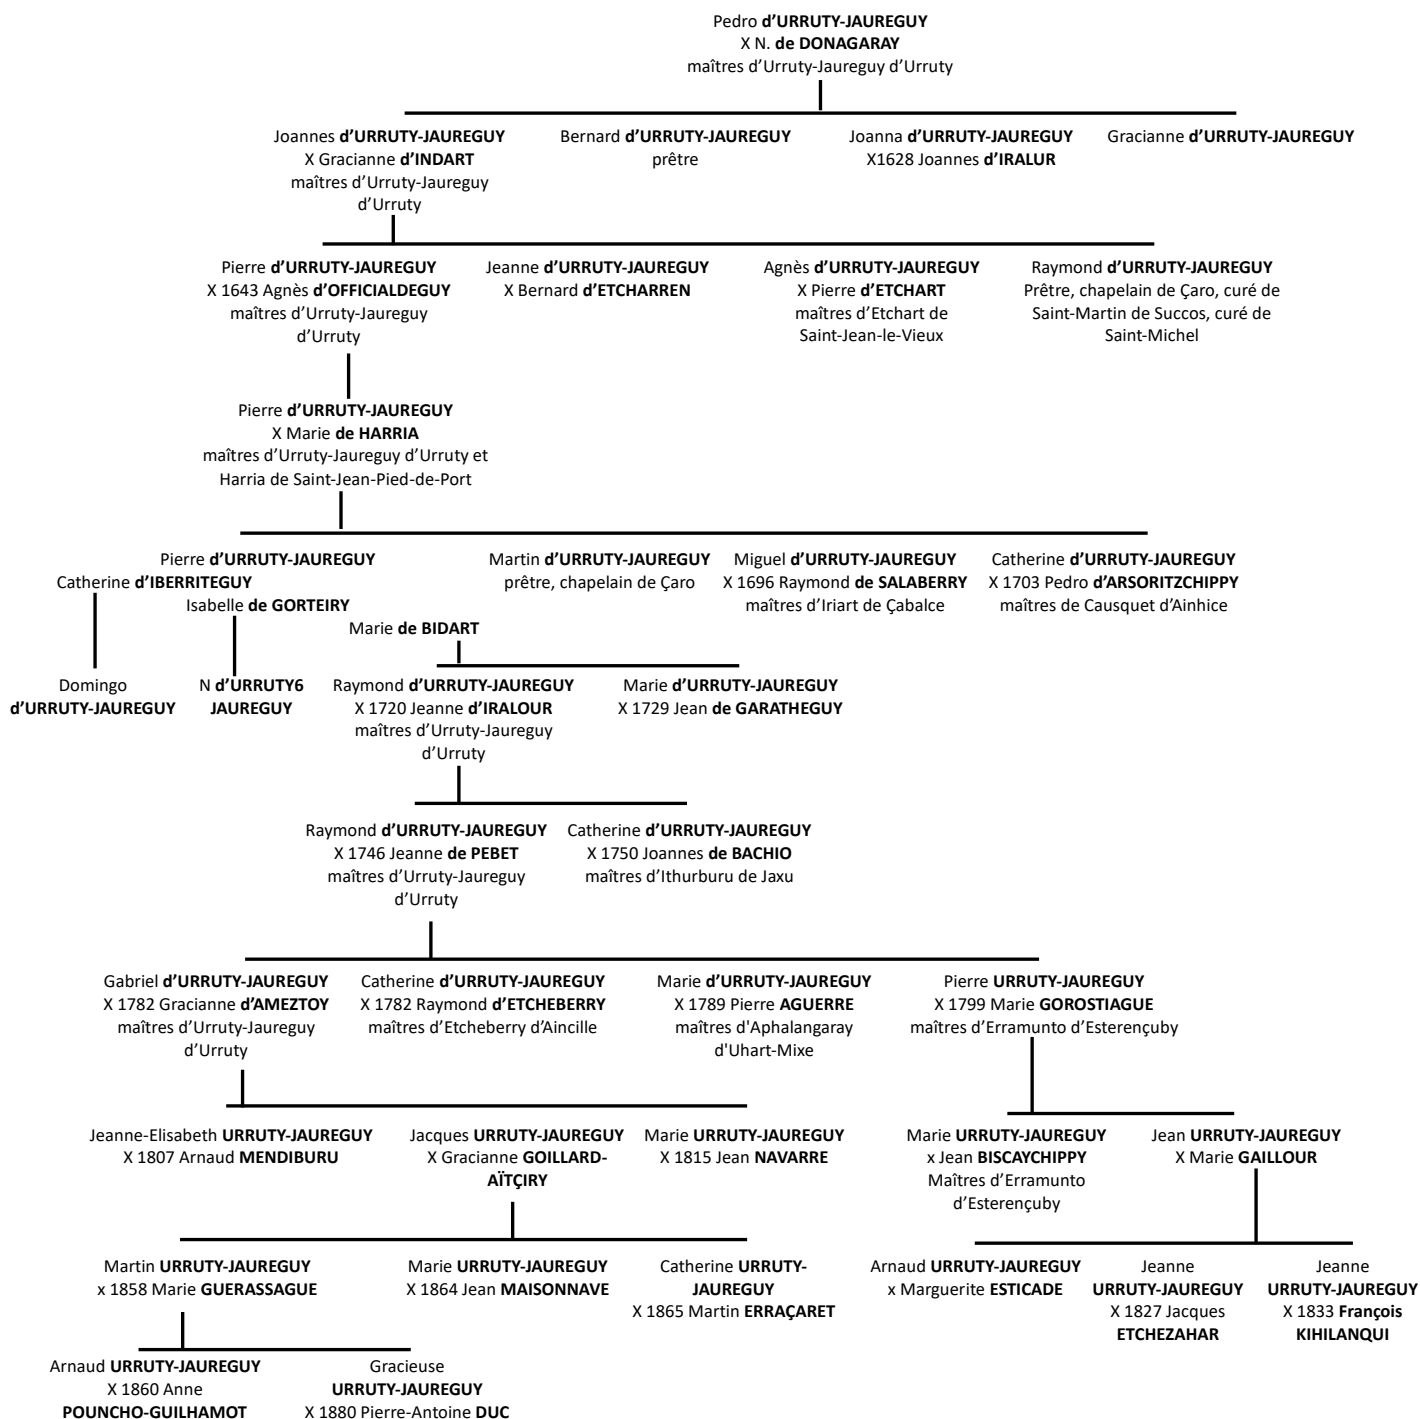 Pedro d'URRUTY-JAUREGUY
X N. de DONAGARAY
maîtres d'Urruty-Jaureguy d'Urruty
Joannes d'URRUTY-JAUREGUY
X Gracianne d'INDART
maîtres d'Urruty-Jaureguy
d'Urruty
Bernard d'URRUTY-JAUREGUY
prêtre
Joanna d'URRUTY-JAUREGUY
X1628 Joannes d'IRALUR
Gracianne d'URRUTY-JAUREGUY
Pierre d'URRUTY-JAUREGUY
X 1643 Agnès d'OFFICIALDEGUY
maîtres d'Urruty-Jaureguy
d'Urruty
Jeanne d'URRUTY-JAUREGUY
X Bernard d'ETCHARREN
Agnès d'URRUTY-JAUREGUY
X Pierre d'ETCHART
maîtres d'Etchart de
Saint-Jean-le-Vieux
Raymond d'URRUTY-JAUREGUY
Prêtre, chapelain de Çaro, curé de
Saint-Martin de Succos, curé de
Saint-Michel
Pierre d'URRUTY-JAUREGUY
X Marie de HARRIA
maîtres d'Urruty-Jaureguy d'Urruty et
Harria de Saint-Jean-Pied-de-Port
Pierre d'URRUTY-JAUREGUY
Catherine d'IBERRITEGUY
Isabelle de GORTEIRY
Marie de BIDART
Martin d'URRUTY-JAUREGUY
prêtre, chapelain de Çaro
Miguel d'URRUTY-JAUREGUY
X 1696 Raymond de SALABERRY
maîtres d'Iriart de Çabalce
Catherine d'URRUTY-JAUREGUY
X 1703 Pedro d'ARSORITZCHIPPY
maîtres de Causquet d'Ainhice
Domingo
d'URRUTY-JAUREGUY
N d'URRUTY6
JAUREGUY
Raymond d'URRUTY-JAUREGUY
X 1720 Jeanne d'IRALOUR
maîtres d'Urruty-Jaureguy
d'Urruty
Marie d'URRUTY-JAUREGUY
X 1729 Jean de GARATHEGUY
Raymond d'URRUTY-JAUREGUY
X 1746 Jeanne de PEBET
maîtres d'Urruty-Jaureguy
d'Urruty
Catherine d'URRUTY-JAUREGUY
X 1750 Joannes de BACHIO
maîtres d'Ithurburu de Jaxu
Gabriel d'URRUTY-JAUREGUY
X 1782 Gracianne d'AMEZTOY
maîtres d'Urruty-Jaureguy
d'Urruty
Catherine d'URRUTY-JAUREGUY
X 1782 Raymond d'ETCHEBERRY
maîtres d'Etcheberry d'Aincille
Marie d'URRUTY-JAUREGUY
X 1789 Pierre AGUERRE
maîtres d'Aphalangaray
d'Uhart-Mixe
Pierre URRUTY-JAUREGUY
X 1799 Marie GOROSTIAGUE
maîtres d'Erramunto d'Esterençuby
Jeanne-Elisabeth URRUTY-JAUREGUY
X 1807 Arnaud MENDIBURU
Jacques URRUTY-JAUREGUY
X Gracianne GOILLARD-
AÏTÇIRY
Marie URRUTY-JAUREGUY
X 1815 Jean NAVARRE
Marie URRUTY-JAUREGUY
x Jean BISCAYCHIPPY
Maîtres d'Erramunto
d'Esterençuby
Jean URRUTY-JAUREGUY
X Marie GAILLOUR
Martin URRUTY-JAUREGUY
x 1858 Marie GUERASSAGUE
Marie URRUTY-JAUREGUY
X 1864 Jean MAISONNAVE
Catherine URRUTY-
JAUREGUY
X 1865 Martin ERRAÇARET
Arnaud URRUTY-JAUREGUY
x Marguerite ESTICADE
Jeanne
URRUTY-JAUREGUY
X 1827 Jacques
ETCHEZAHAR
Jeanne
URRUTY-JAUREGUY
X 1833 François
KIHILANQUI
Arnaud URRUTY-JAUREGUY
X 1860 Anne
POUNCHO-GUILHAMOT
Gracieuse
URRUTY-JAUREGUY
X 1880 Pierre-Antoine DUC